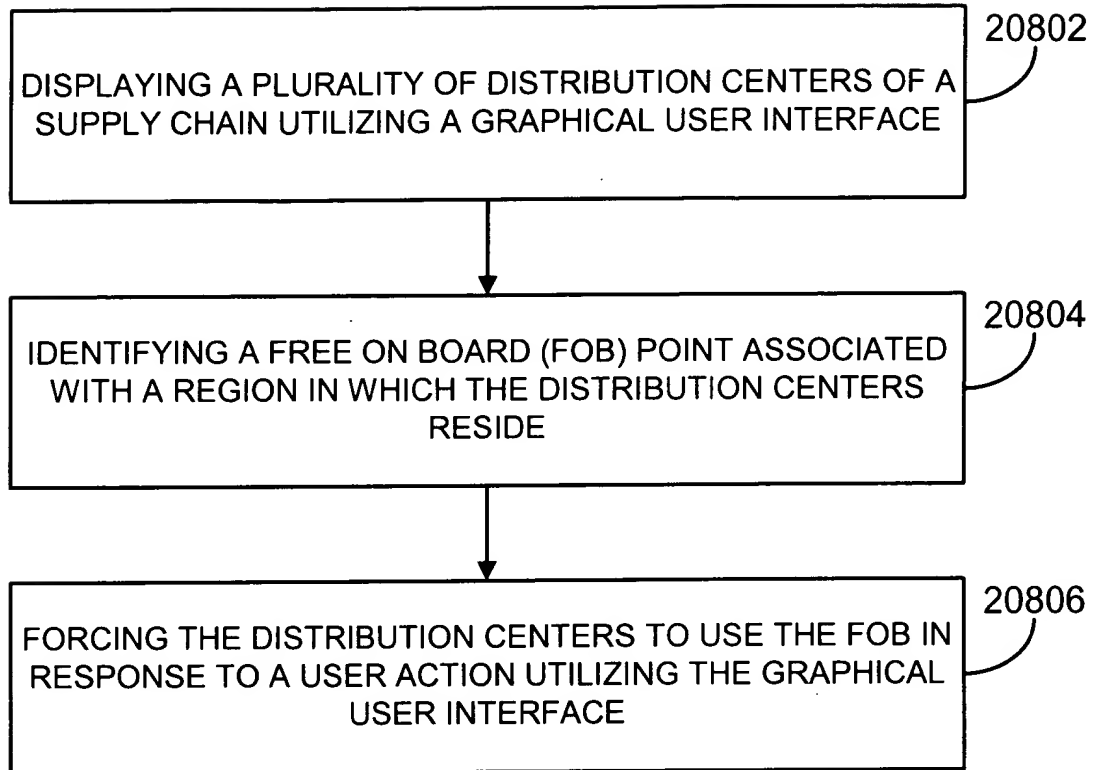 20802
DISPLAYING A PLURALITY OF DISTRIBUTION CENTERS OF A
SUPPLY CHAIN UTILIZING A GRAPHICAL USER INTERFACE
20804
IDENTIFYING A FREE ON BOARD (FOB) POINT ASSOCIATED
WITH A REGION IN WHICH THE DISTRIBUTION CENTERS
RESIDE
20806
FORCING THE DISTRIBUTION CENTERS TO USE THE FOB IN
RESPONSE TO A USER ACTION UTILIZING THE GRAPHICAL
USER INTERFACE